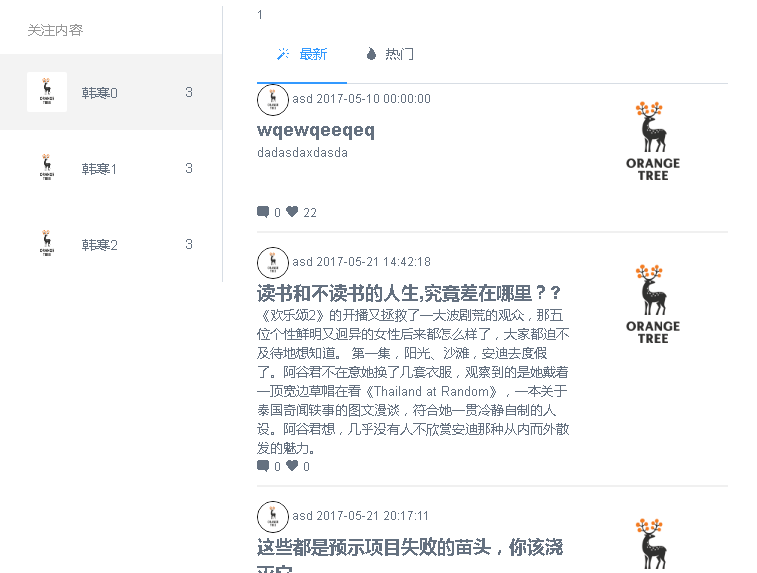 关注内容
韩寒0 3
韩寒1 3
韩寒2 3
1
最新 热门
asd 2017-05-10 00:00:00
wqewqeeqeq
dadasdaxdasda
0 22
ORANGE
TREE
asd 2017-05-21 14:42:18
读书和不读书的人生,究竟差在哪里？?
《欢乐颂2》的开播又拯救了一大波剧荒的观众，那五
位个性鲜明又迥异的女性后来都怎么样了，大家都迫不
及待地想知道。 第一集，阳光、沙滩，安迪去度假
了。阿谷君不在意她换了几套衣服，观察到的是她戴着
一顶宽边草帽在看《Thailand at Random》，一本关于
泰国奇闻轶事的图文漫谈，符合她一贯冷静自制的人
设。阿谷君想，几乎没有人不欣赏安迪那种从内而外散
发的魅力。
0 0
ORANGE
TREE
asd 2017-05-21 20:17:11
这些都是预示项目失败的苗头，你该浇